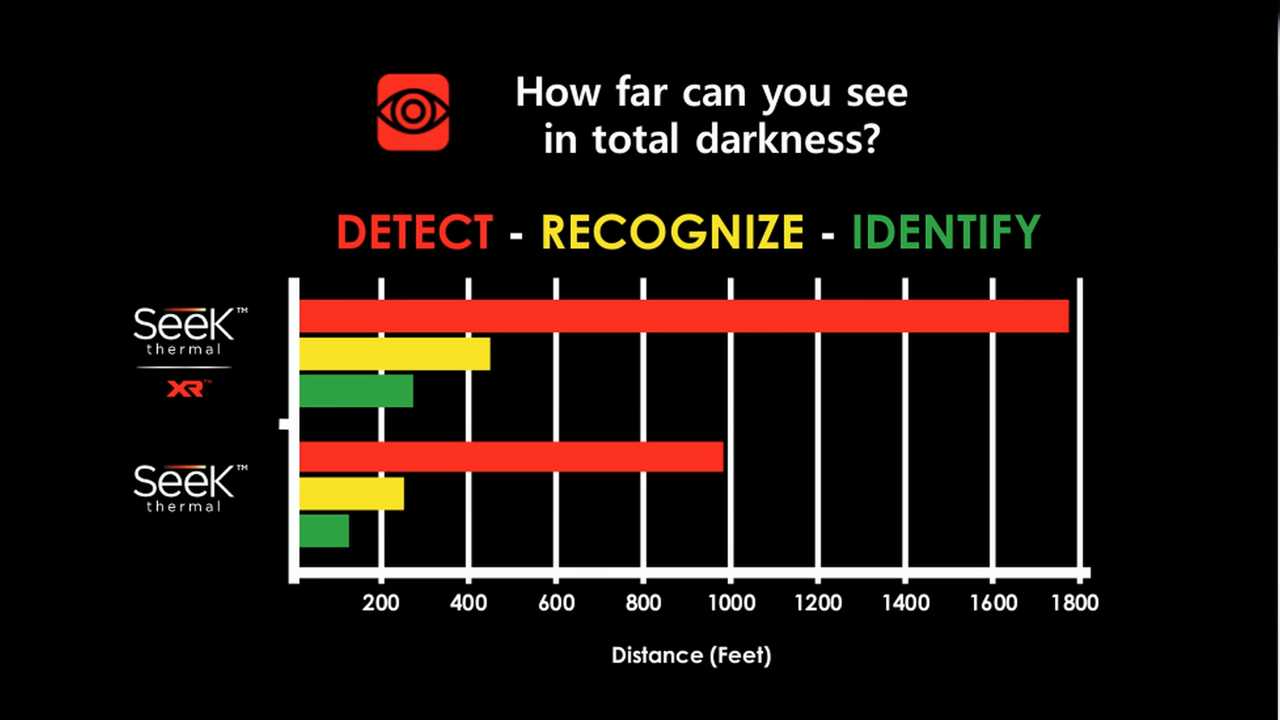 How far can you see
in total darkness?
DETECT - RECOGNIZE - IDENTIFY
Seek™
thermal
XR™
Seek™
thermal
200 400 600 800 1000 1200 1400 1600 1800
Distance (Feet)